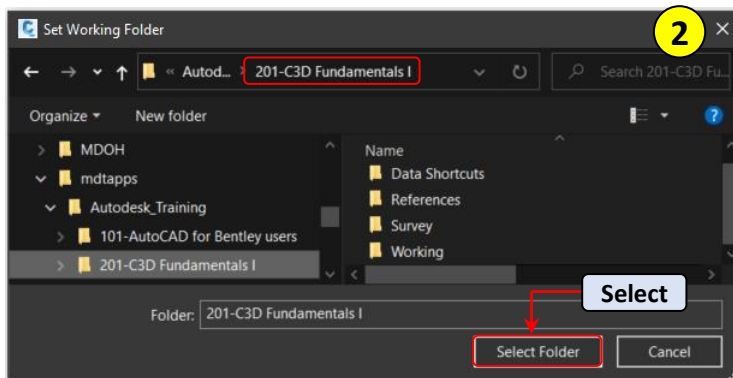 Set Working Folder
2
« Autod... › 201-C3D Fundamentals I
Search 201-C3D Fu...
Organize
New folder
MDOH
mdtapps
Autodesk_Training
101-AutoCAD for Bentley users
201-C3D Fundamentals I
Name
Data Shortcuts
References
Survey
Working
Select
Folder: 201-C3D Fundamentals I
Select Folder
Cancel